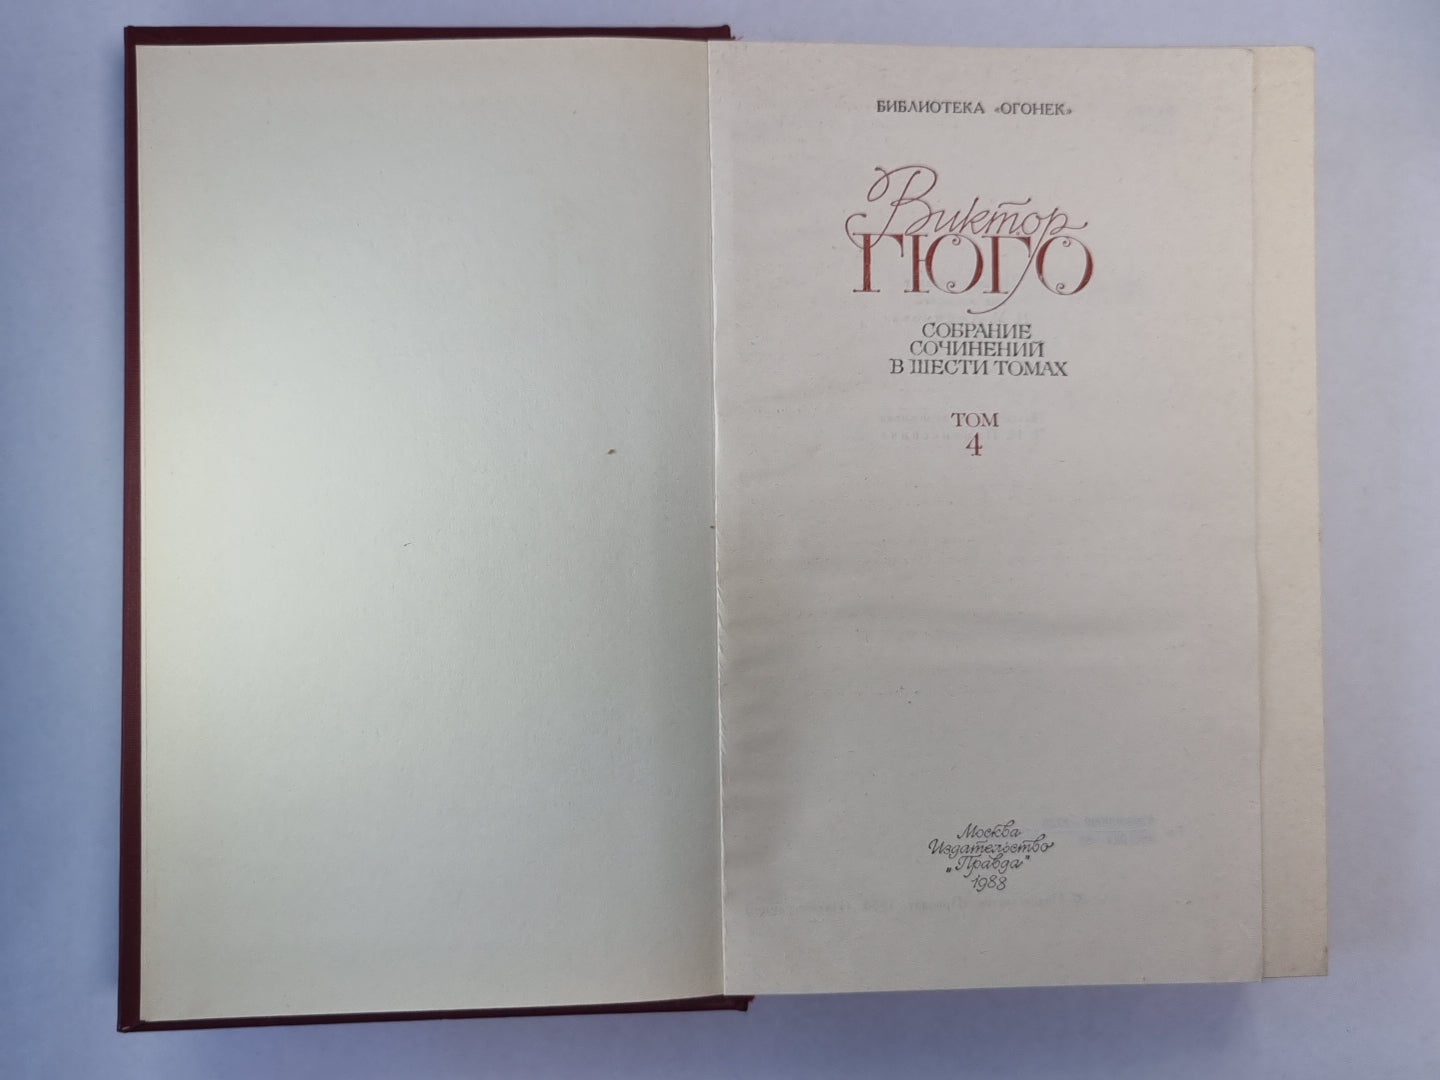 БИБЛИОТЕКА «ОГОНЕК»
Виктор
ГЮГО
СОБРАНИЕ
СОЧИНЕНИЙ
В ШЕСТИ ТОМАХ
ТОМ
4
Москва
Издательство
„Правда"
1988